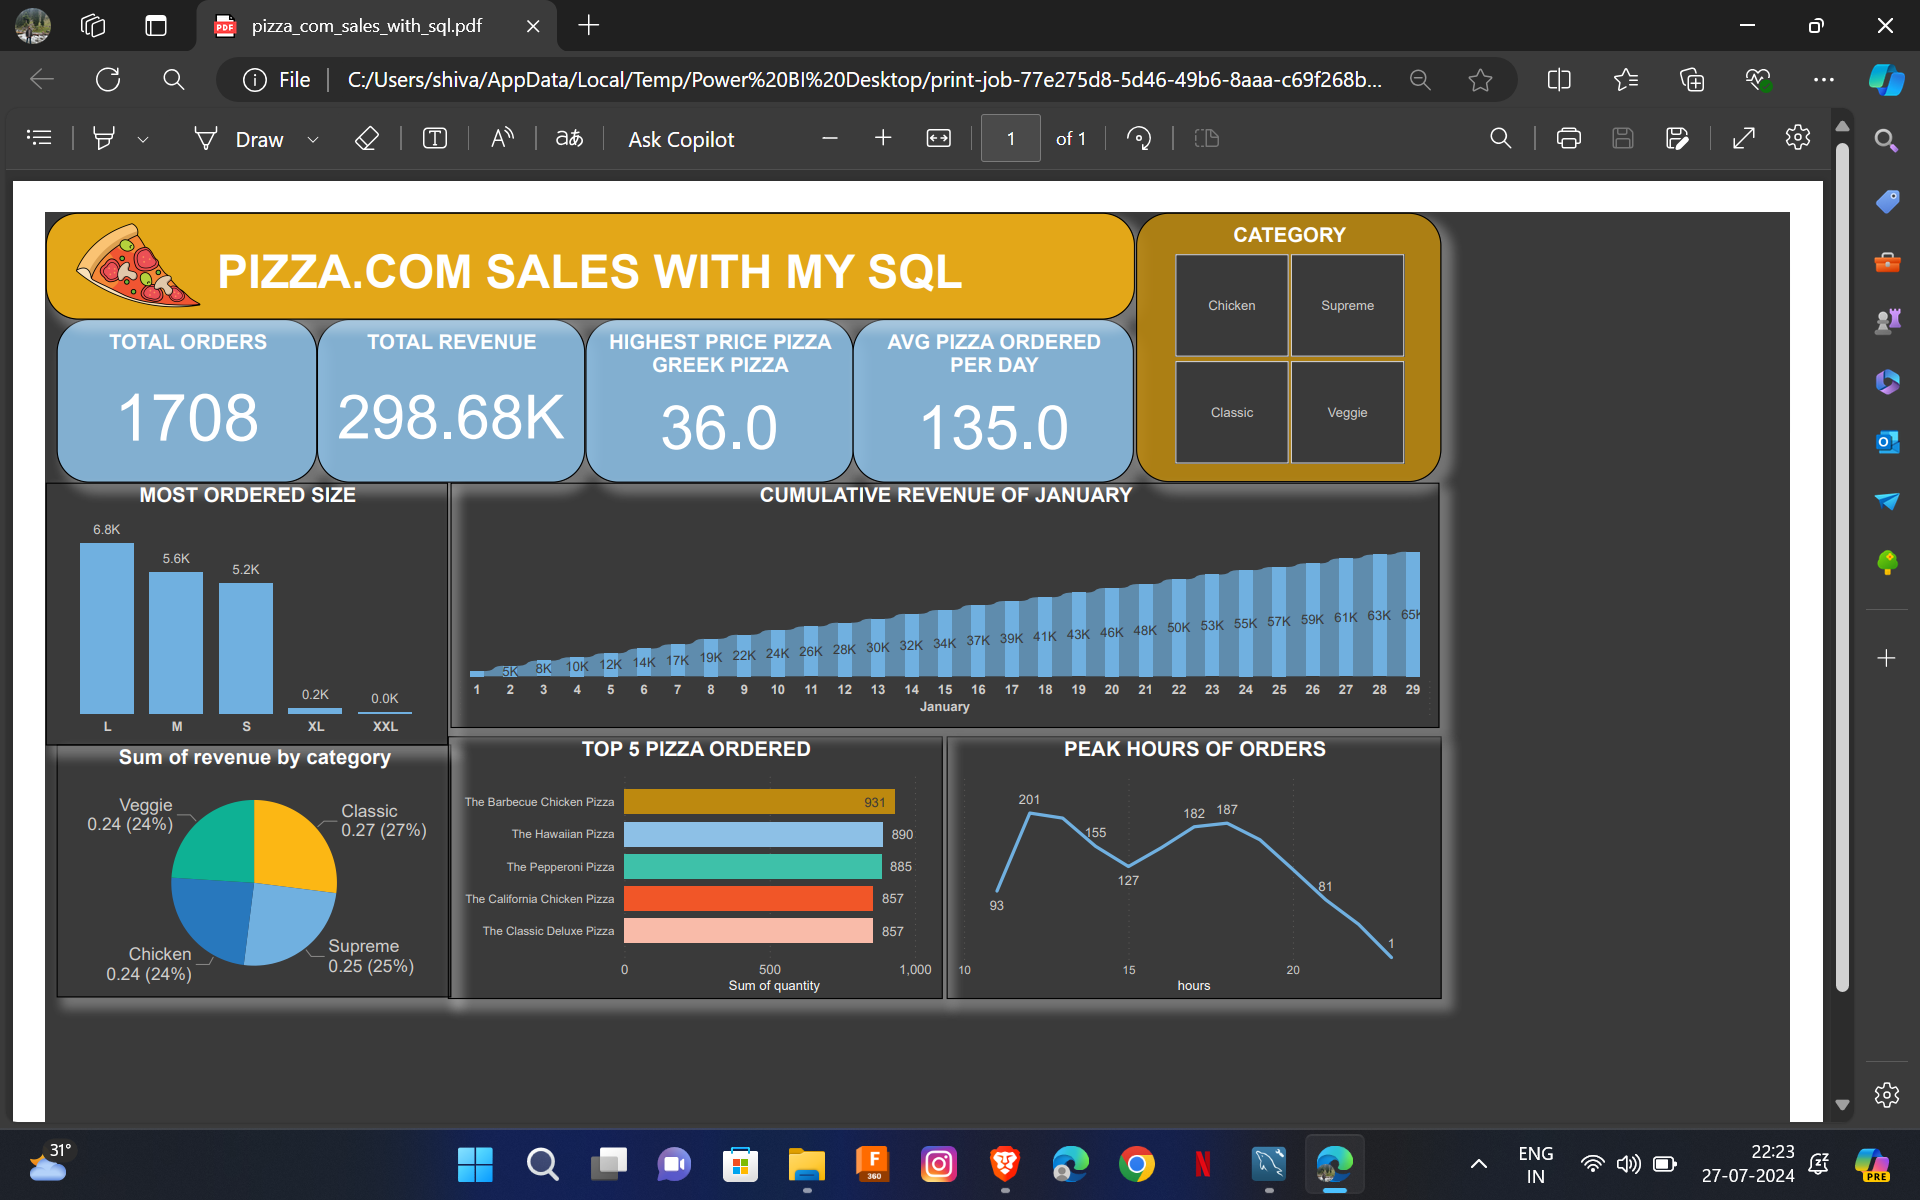 pizza_com_sales_with_sql.pdf
File
C:/Users/shiva/AppData/Local/Temp/Power%20BI%20Desktop/print-job-77e275d8-5d46-49b6-8aaa-c69f268b...
Draw
aあ
Ask Copilot
1 of 1
PIZZA.COM SALES WITH MY SQL
CATEGORY
Chicken
Supreme
Classic
Veggie
TOTAL ORDERS
1708
TOTAL REVENUE
298.68K
HIGHEST PRICE PIZZA
GREEK PIZZA
36.0
AVG PIZZA ORDERED
PER DAY
135.0
MOST ORDERED SIZE
6.8K
5.6K
5.2K
0.2K
0.0K
L M S XL XXL
CUMULATIVE REVENUE OF JANUARY
5K 8K 10K 12K 14K 17K 19K 22K 24K 26K 28K 30K 32K 34K 37K 39K 41K 43K 46K 48K 50K 53K 55K 57K 59K 61K 63K 65K
1 2 3 4 5 6 7 8 9 10 11 12 13 14 15 16 17 18 19 20 21 22 23 24 25 26 27 28 29
January
Sum of revenue by category
Veggie
0.24 (24%)
Classic
0.27 (27%)
Chicken
0.24 (24%)
Supreme
0.25 (25%)
TOP 5 PIZZA ORDERED
The Barbecue Chicken Pizza 931
The Hawaiian Pizza 890
The Pepperoni Pizza 885
The California Chicken Pizza 857
The Classic Deluxe Pizza 857
0 500 1,000
Sum of quantity
PEAK HOURS OF ORDERS
201
182 187
155
127
93
81
1
10 15 20
hours
31°
ENG
IN
22:23
27-07-2024
PRE